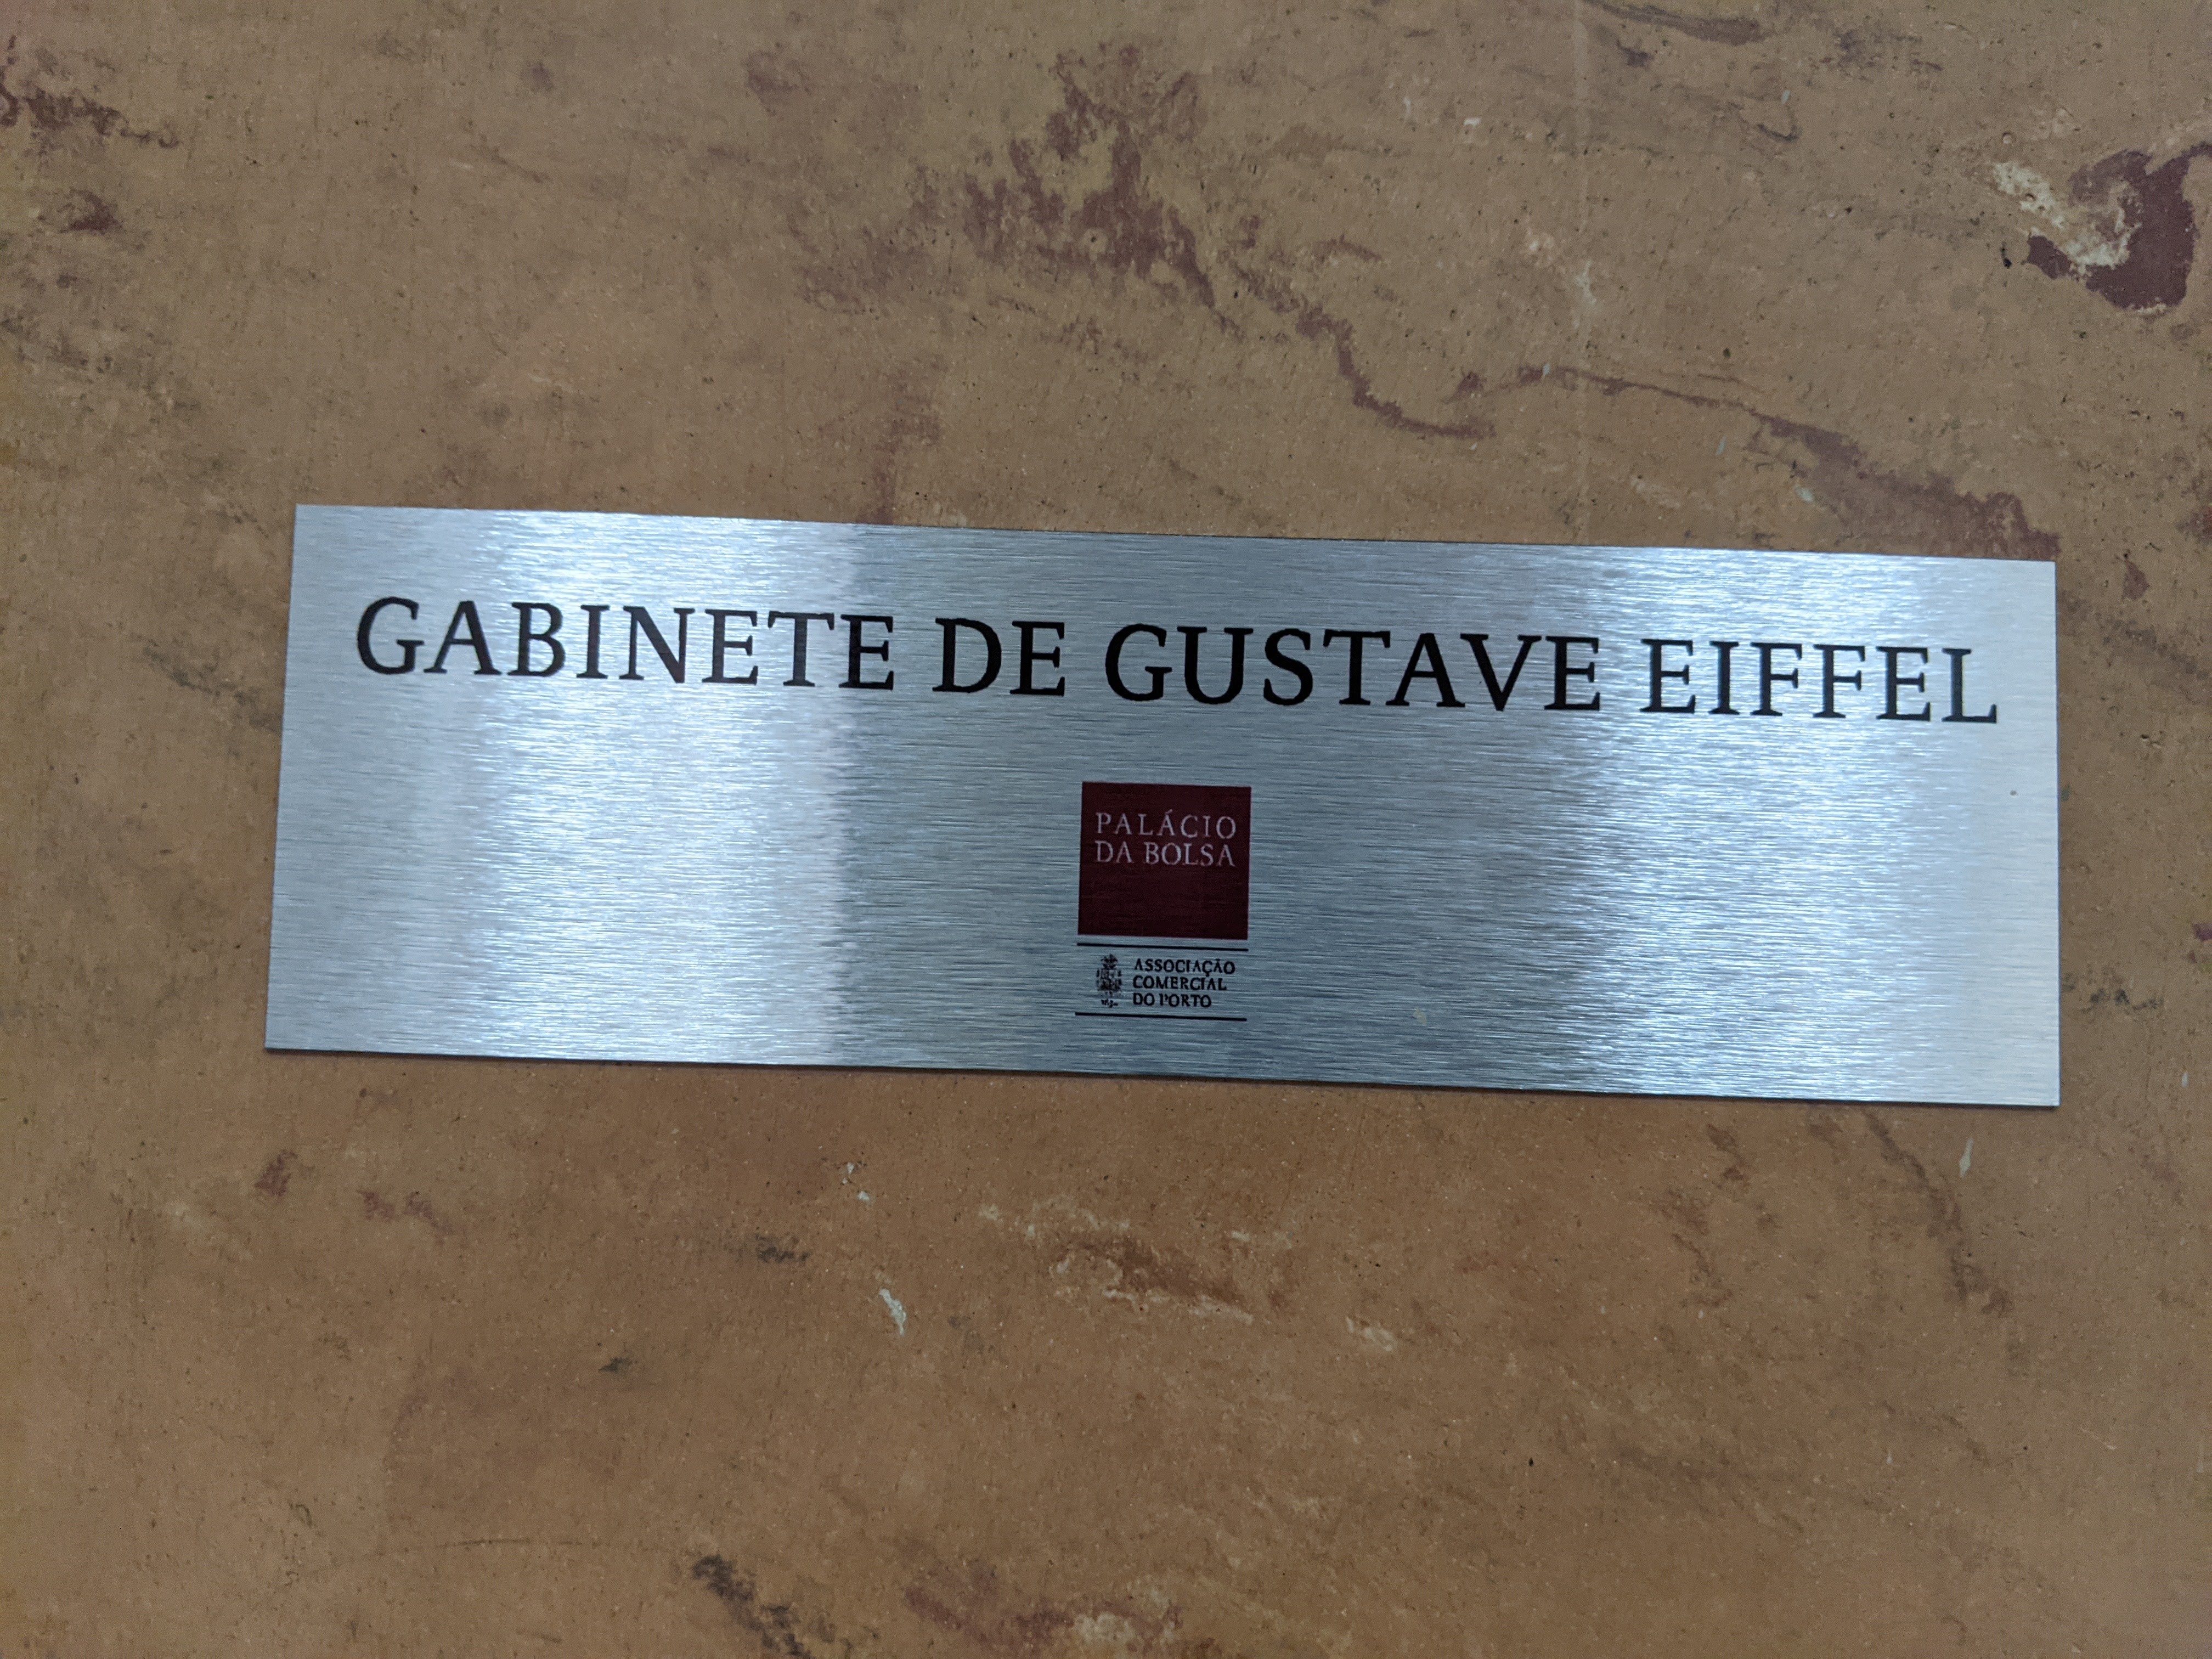 GABINETE DE GUSTAVE EIFFEL
PALÁCIO
DA BOLSA
ASSOCIAÇÃO
COMERCIAL
DO PORTO